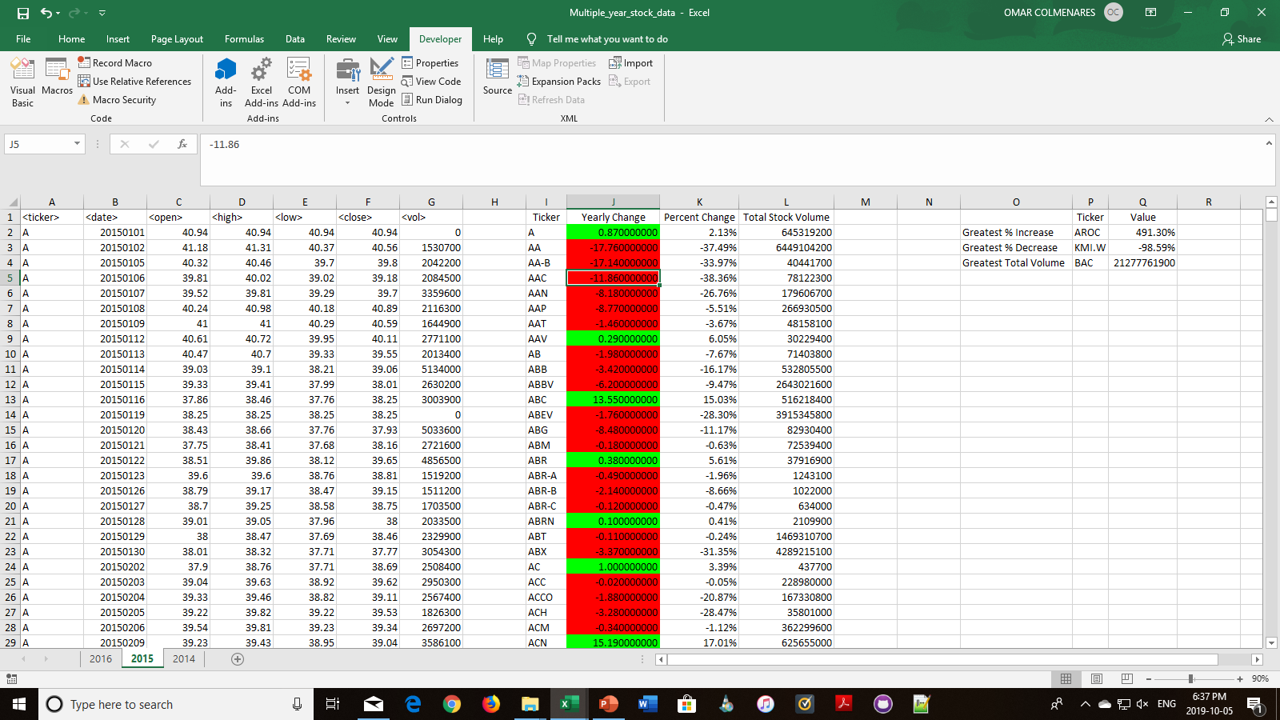 Multiple_year_stock_data - Excel
OMAR COLMENARES OC
File Home Insert Page Layout Formulas Data Review View Developer Help Tell me what you want to do Share
Visual Basic
Macros
Record Macro
Use Relative References
Macro Security
Code
Add-ins
Excel Add-ins
COM Add-ins
Add-ins
Insert
Design Mode
Properties
View Code
Run Dialog
Controls
Source
Map Properties
Expansion Packs
Refresh Data
Import
Export
XML
J5 fx -11.86
A B C D E F G H I J K L M N O P Q R
1 <ticker> <date> <open> <high> <low> <close> <vol> Ticker Yearly Change Percent Change Total Stock Volume Ticker Value
2 A 20150101 40.94 40.94 40.94 40.94 0 A 0.870000000 2.13% 645319200 Greatest % Increase AROC 491.30%
3 A 20150102 41.18 41.31 40.37 40.56 1530700 AA -17.760000000 -37.49% 6449104200 Greatest % Decrease KMI.W -98.59%
4 A 20150105 40.32 40.46 39.7 39.8 2042200 AA-B -17.140000000 -33.97% 40441700 Greatest Total Volume BAC 21277761900
5 A 20150106 39.81 40.02 39.02 39.18 2084500 AAC -11.860000000 -38.36% 78122300
6 A 20150107 39.52 39.81 39.29 39.7 3359600 AAN -8.180000000 -26.76% 179606700
7 A 20150108 40.24 40.98 40.18 40.89 2116300 AAP -8.770000000 -5.51% 266930500
8 A 20150109 41 41 40.29 40.59 1644900 AAT -1.460000000 -3.67% 48158100
9 A 20150112 40.61 40.72 39.95 40.11 2771100 AAV 0.290000000 6.05% 30229400
10 A 20150113 40.47 40.7 39.33 39.55 2013400 AB -1.980000000 -7.67% 71403800
11 A 20150114 39.03 39.1 38.21 39.06 5134000 ABB -3.420000000 -16.17% 532805500
12 A 20150115 39.33 39.41 37.99 38.01 2630200 ABBV -6.200000000 -9.47% 2643021600
13 A 20150116 37.86 38.46 37.76 38.25 3003900 ABC 13.550000000 15.03% 516218400
14 A 20150119 38.25 38.25 38.25 38.25 0 ABEV -1.760000000 -28.30% 3915345800
15 A 20150120 38.43 38.66 37.76 37.93 5033600 ABG -8.480000000 -11.17% 82930400
16 A 20150121 37.75 38.41 37.68 38.16 2721600 ABM -0.180000000 -0.63% 72539400
17 A 20150122 38.51 39.86 38.12 39.65 4856500 ABR 0.380000000 5.61% 37916900
18 A 20150123 39.6 39.6 38.76 38.81 1519200 ABR-A -0.490000000 -1.96% 1243100
19 A 20150126 38.79 39.17 38.47 39.15 1511200 ABR-B -2.140000000 -8.66% 1022000
20 A 20150127 38.7 39.25 38.58 38.75 1703500 ABR-C -0.120000000 -0.47% 634000
21 A 20150128 39.01 39.05 37.96 38 2033500 ABRN 0.100000000 0.41% 2109900
22 A 20150129 38 38.47 37.69 38.46 2329900 ABT -0.110000000 -0.24% 1469310700
23 A 20150130 38.01 38.32 37.71 37.77 3054300 ABX -3.370000000 -31.35% 4289215100
24 A 20150202 37.9 38.76 37.71 38.69 2508400 AC 1.000000000 3.39% 437700
25 A 20150203 39.04 39.63 38.92 39.62 2950300 ACC -0.020000000 -0.05% 228980000
26 A 20150204 39.33 39.46 38.82 39.11 2567400 ACCO -1.880000000 -20.87% 167330800
27 A 20150205 39.22 39.82 39.22 39.53 1826300 ACH -3.280000000 -28.47% 35801000
28 A 20150206 39.54 39.81 39.23 39.34 2697200 ACM -0.340000000 -1.12% 362299600
29 A 20150209 39.23 39.43 38.95 39.04 3586100 ACN 15.190000000 17.01% 625655000
2016 2015 2014
90%
Type here to search
ENG
6:37 PM
2019-10-05
1